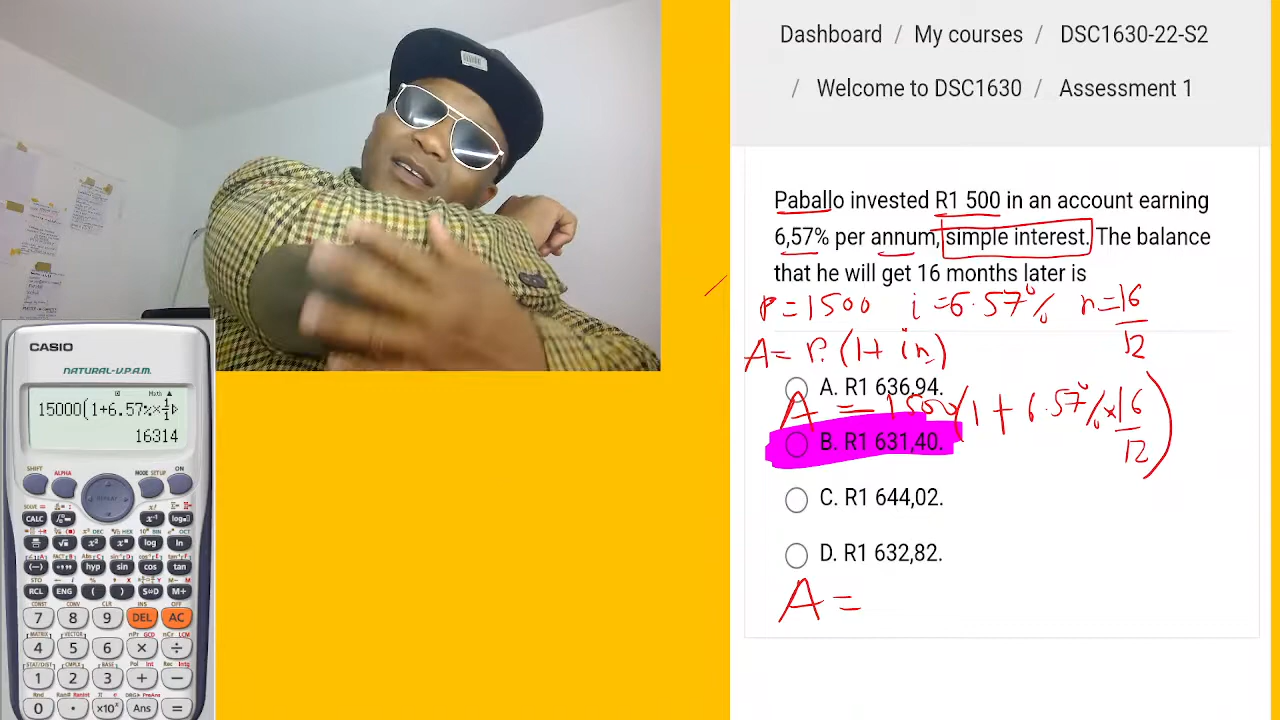 Dashboard / My courses / DSC1630-22-S2
/ Welcome to DSC1630 / Assessment 1
Paballo invested R1 500 in an account earning
6,57% per annum, simple interest. The balance
that he will get 16 months later is
P = 1500 i = 6.57% n = 16/12
A = P. (1 + in)
A. R1 636,94.
A = 1500(1 + 6.57% × 16/12)
B. R1 631,40.
C. R1 644,02.
D. R1 632,82.
A =
CASIO
NATURAL-V.P.A.M.
Math
15000(1+6.57%×
16314
SHIFT ALPHA REPLAY MODE SETUP ON
CALC log
x² log ln
(−) hyp sin cos tan
STO
RCL ENG ( ) S⇔D M+
7 8 9 DEL AC
4 5 6 × ÷
1 2 3 + −
0 . ×10ˣ Ans =